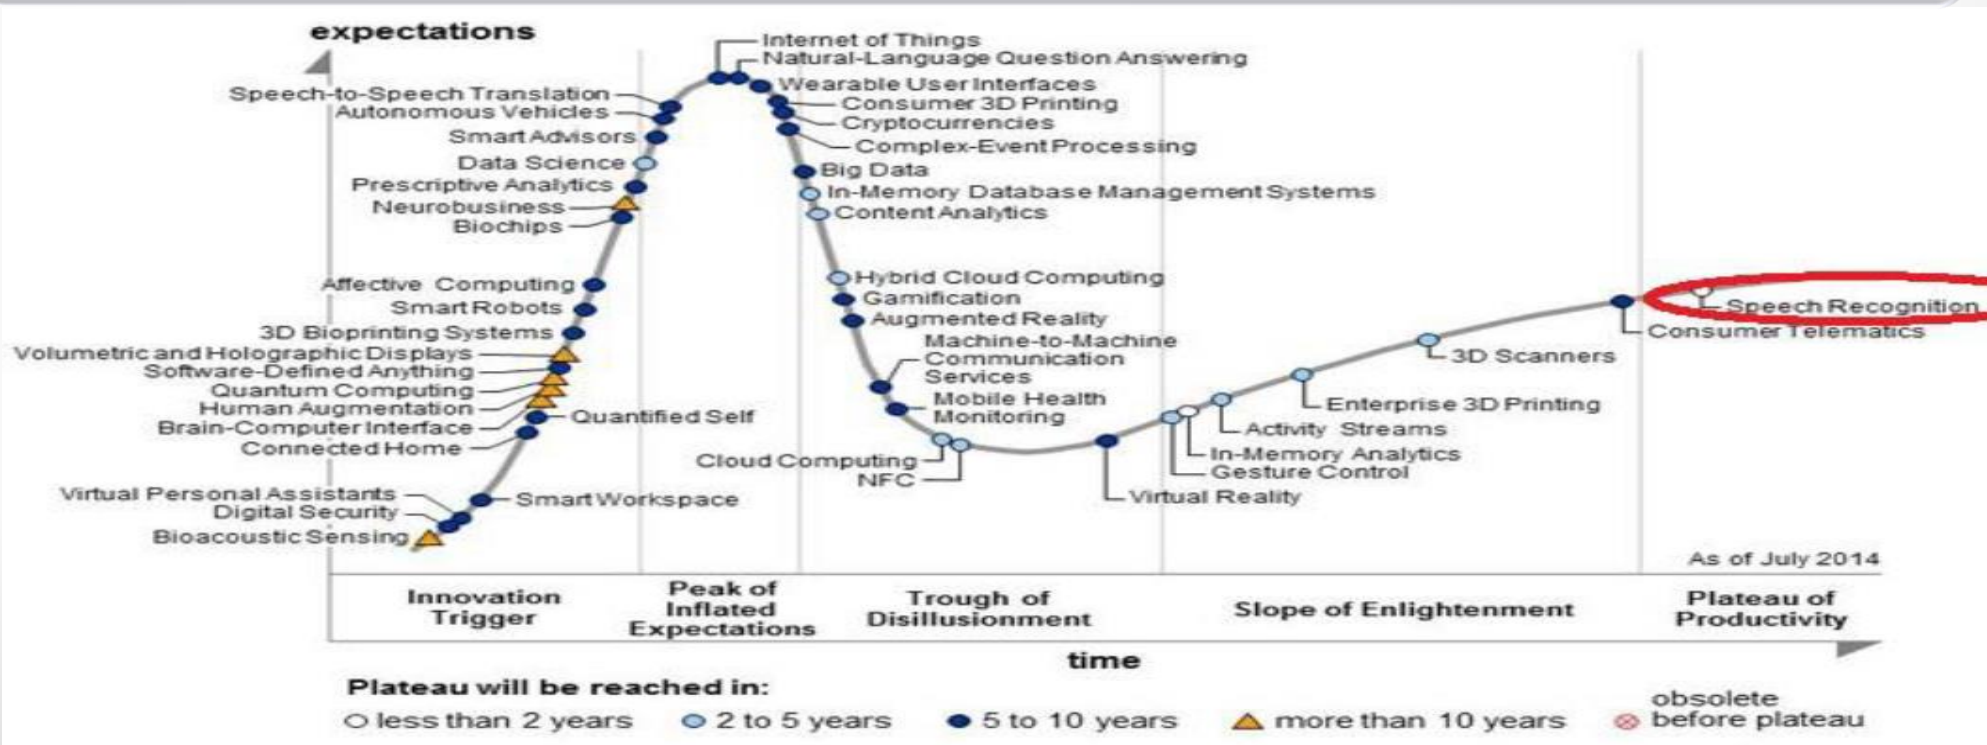 expectations
Internet of Things
Natural-Language Question Answering
Wearable User Interfaces
Consumer 3D Printing
Cryptocurrencies
Complex-Event Processing
Big Data
In-Memory Database Management Systems
Content Analytics
Hybrid Cloud Computing
Gamification
Augmented Reality
Machine-to-Machine
Communication
Services
Mobile Health
Monitoring
Speech-to-Speech Translation
Autonomous Vehicles
Smart Advisors
Data Science
Prescriptive Analytics
Neurobusiness
Biochips
Affective Computing
Smart Robots
3D Bioprinting Systems
Volumetric and Holographic Displays
Software-Defined Anything
Quantum Computing
Human Augmentation
Brain-Computer Interface
Connected Home
Quantified Self
Virtual Personal Assistants
Digital Security
Bioacoustic Sensing
Smart Workspace
Cloud Computing
NFC
Virtual Reality
Speech Recognition
Consumer Telematics
3D Scanners
Enterprise 3D Printing
Activity Streams
In-Memory Analytics
Gesture Control
As of July 2014
Innovation
Trigger
Peak of
Inflated
Expectations
Trough of
Disillusionment
Slope of Enlightenment
Plateau of
Productivity
time
Plateau will be reached in:
less than 2 years
2 to 5 years
5 to 10 years
more than 10 years
obsolete
before plateau